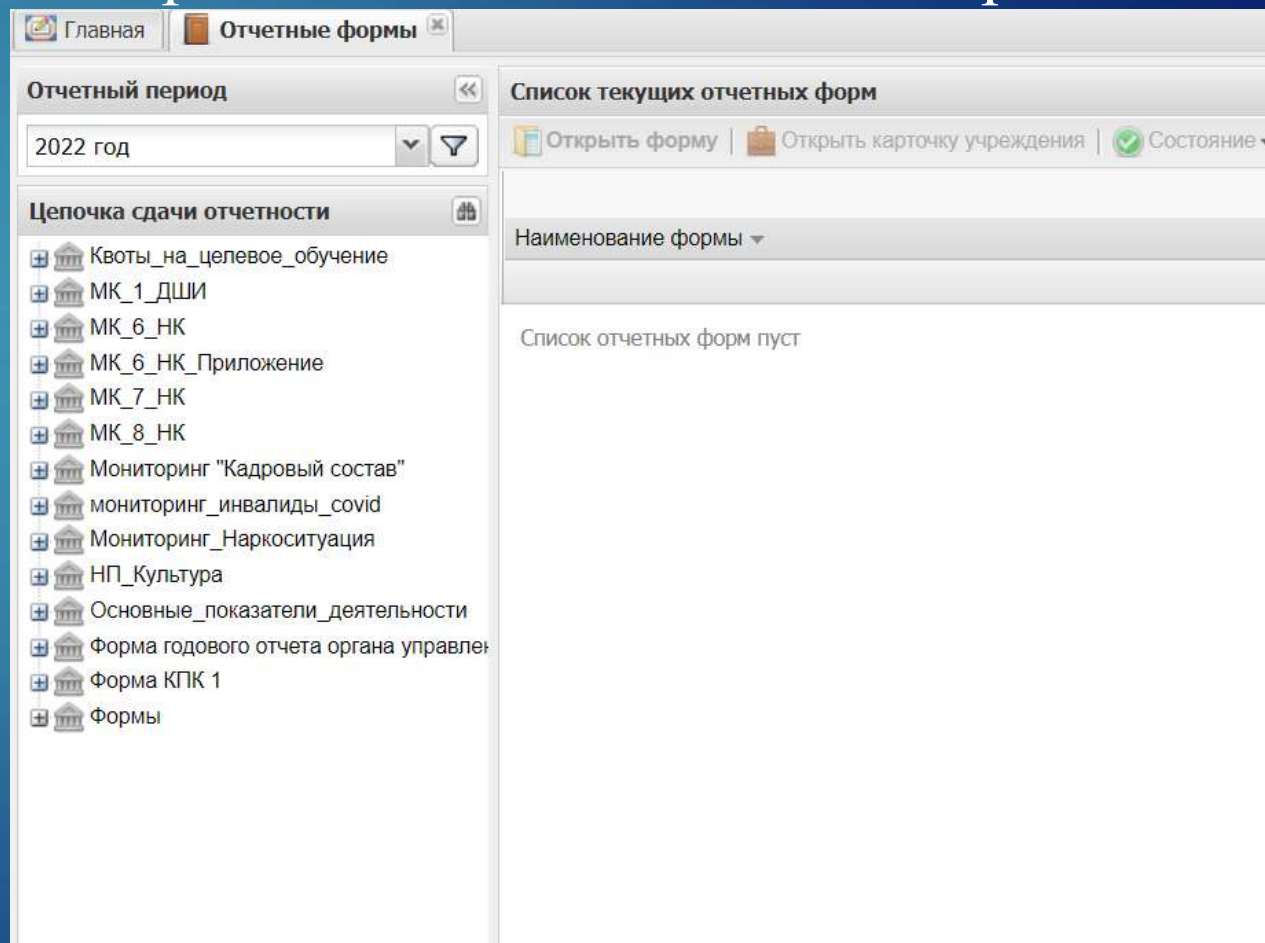 Главная
Отчетные формы
Отчетный период
2022 год
Цепочка сдачи отчетности
Квоты_на_целевое_обучение
МК_1_ДШИ
МК_6_НК
МК_6_НК_Приложение
МК_7_НК
МК_8_НК
Мониторинг "Кадровый состав"
мониторинг_инвалиды_covid
Мониторинг_Наркоситуация
НП_Культура
Основные_показатели_деятельности
Форма годового отчета органа управлен
Форма КПК 1
Формы
Список текущих отчетных форм
Открыть форму | Открыть карточку учреждения | Состояние
Наименование формы
Список отчетных форм пуст